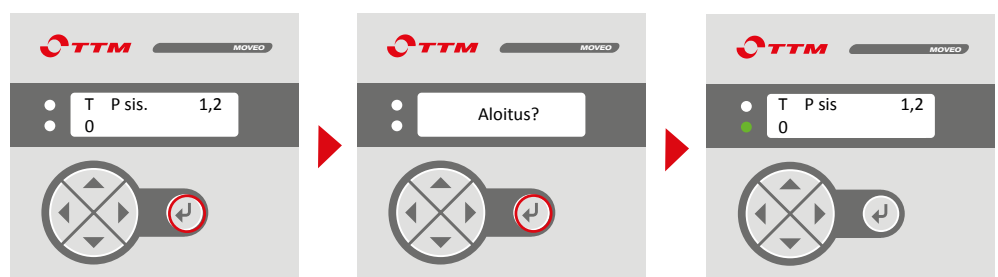 TTM MOVEO
T P sis. 1,2
0
TTM MOVEO
Aloitus?
TTM MOVEO
T P sis 1,2
0